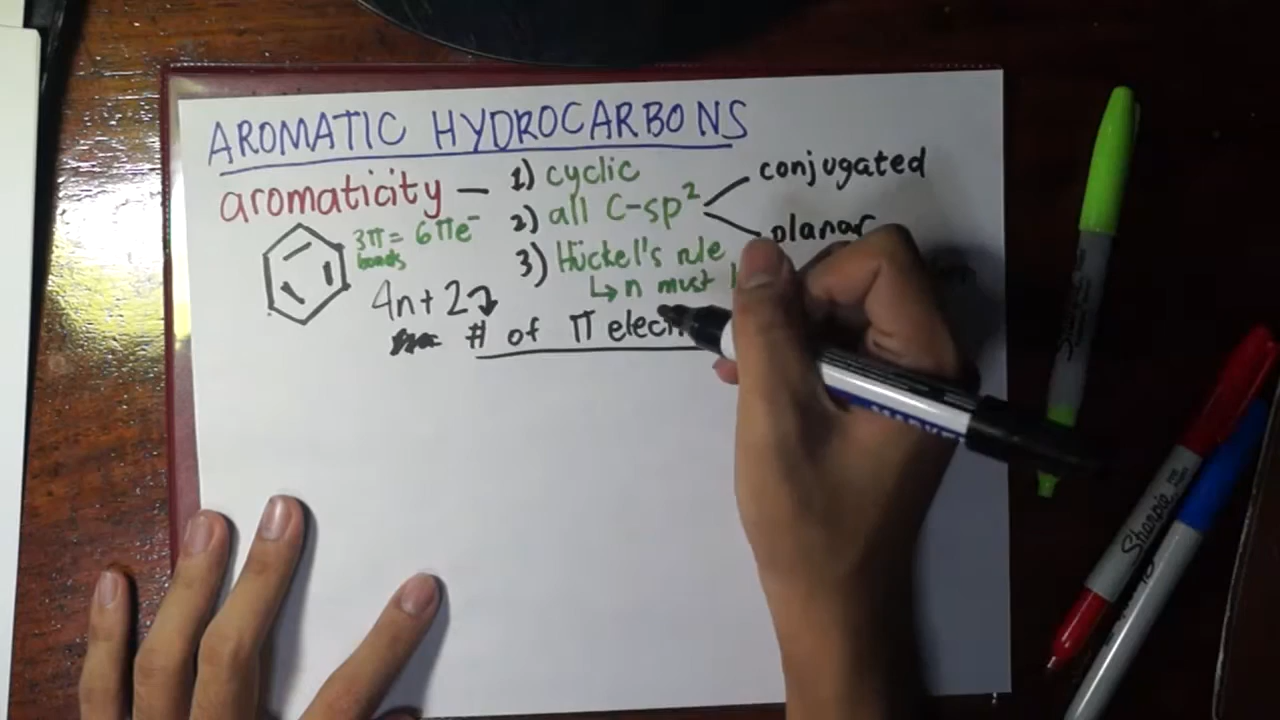 AROMATIC HYDROCARBONS
aromaticity — 1) cyclic
2) all C-sp²
conjugated
planar
3) Hückel's rule
↳ n must
3π = 6πe⁻
bonds
4n+2
# of π elec
Sharpie